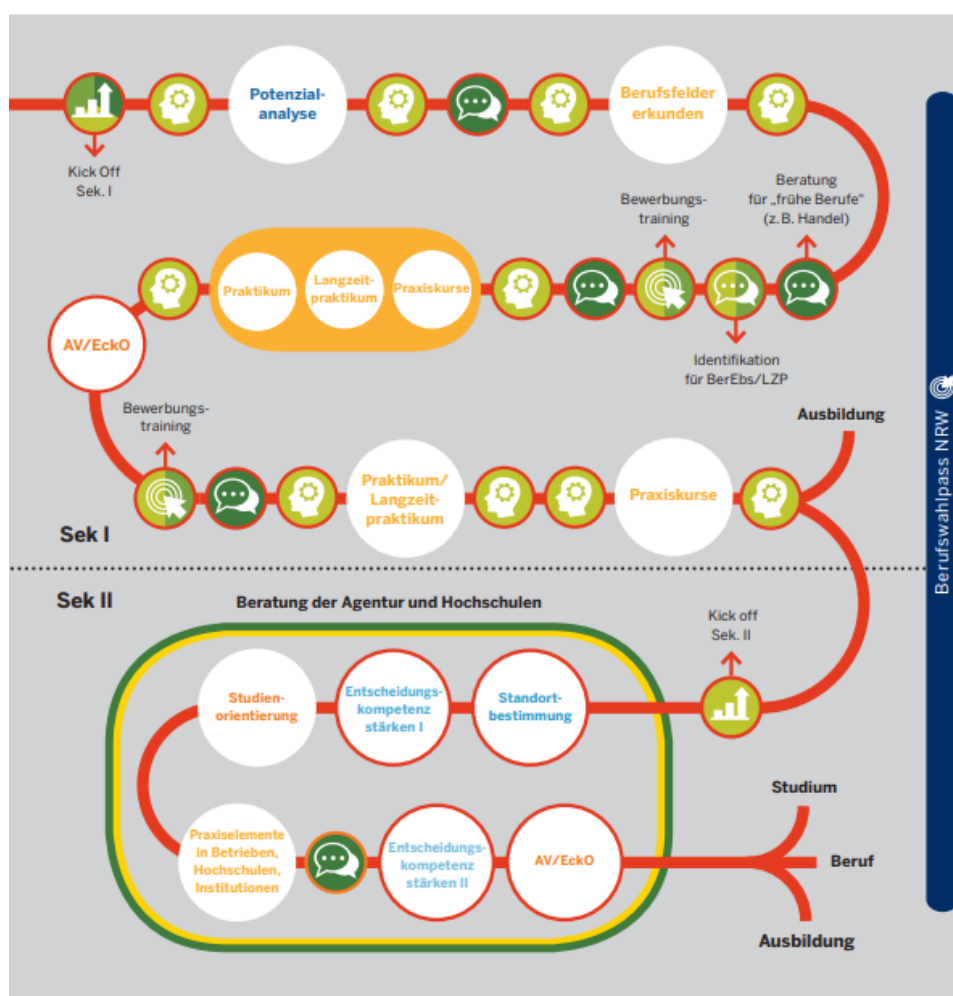 Potenzial-
analyse
Berufsfelder
erkunden
Kick Off
Sek. I
Bewerbungs-
training
Beratung
für „frühe Berufe“
(z. B. Handel)
Praktikum
Langzeit-
praktikum
Praxiskurse
AV/EckO
Identifikation
für BerEbs/LZP
Bewerbungs-
training
Ausbildung
Praktikum/
Langzeit-
praktikum
Praxiskurse
Sek I
Sek II
Beratung der Agentur und Hochschulen
Kick off
Sek. II
Studien-
orientierung
Entscheidungs-
kompetenz
stärken I
Standort-
bestimmung
Praxiselemente
in Betrieben,
Hochschulen,
Institutionen
Entscheidungs-
kompetenz
stärken II
AV/EckO
Studium
Beruf
Ausbildung
Berufswahlpass NRW